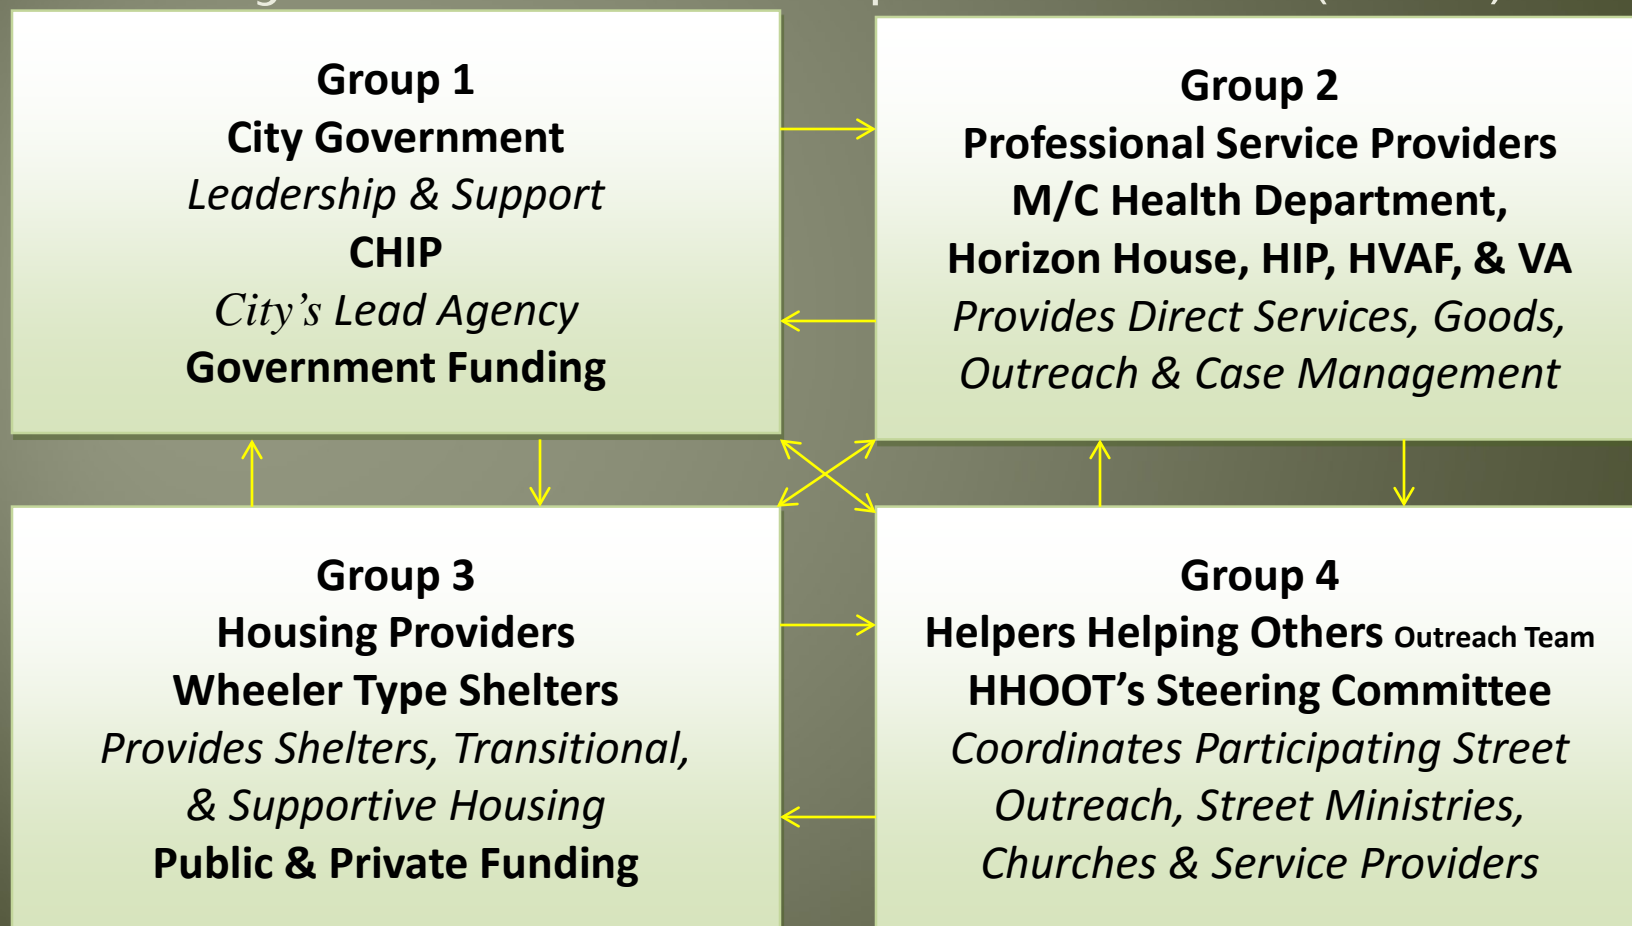 Group 1
City Government
Leadership & Support
CHIP
City’s Lead Agency
Government Funding
Group 2
Professional Service Providers
M/C Health Department,
Horizon House, HIP, HVAF, & VA
Provides Direct Services, Goods,
Outreach & Case Management
Group 3
Housing Providers
Wheeler Type Shelters
Provides Shelters, Transitional,
& Supportive Housing
Public & Private Funding
Group 4
Helpers Helping Others Outreach Team
HHOOT’s Steering Committee
Coordinates Participating Street
Outreach, Street Ministries,
Churches & Service Providers